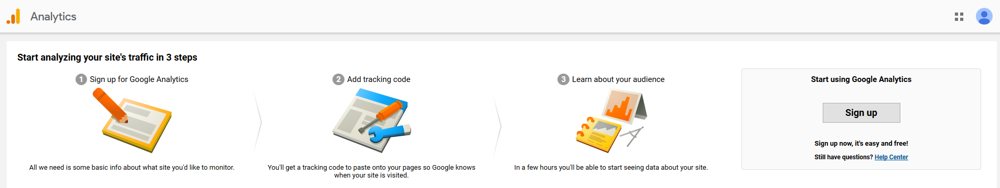 Analytics
Start analyzing your site's traffic in 3 steps
1 Sign up for Google Analytics
All we need is some basic info about what site you'd like to monitor.
2 Add tracking code
You'll get a tracking code to paste onto your pages so Google knows
when your site is visited.
3 Learn about your audience
In a few hours you'll be able to start seeing data about your site.
Start using Google Analytics
Sign up
Sign up now, it's easy and free!
Still have questions? Help Center